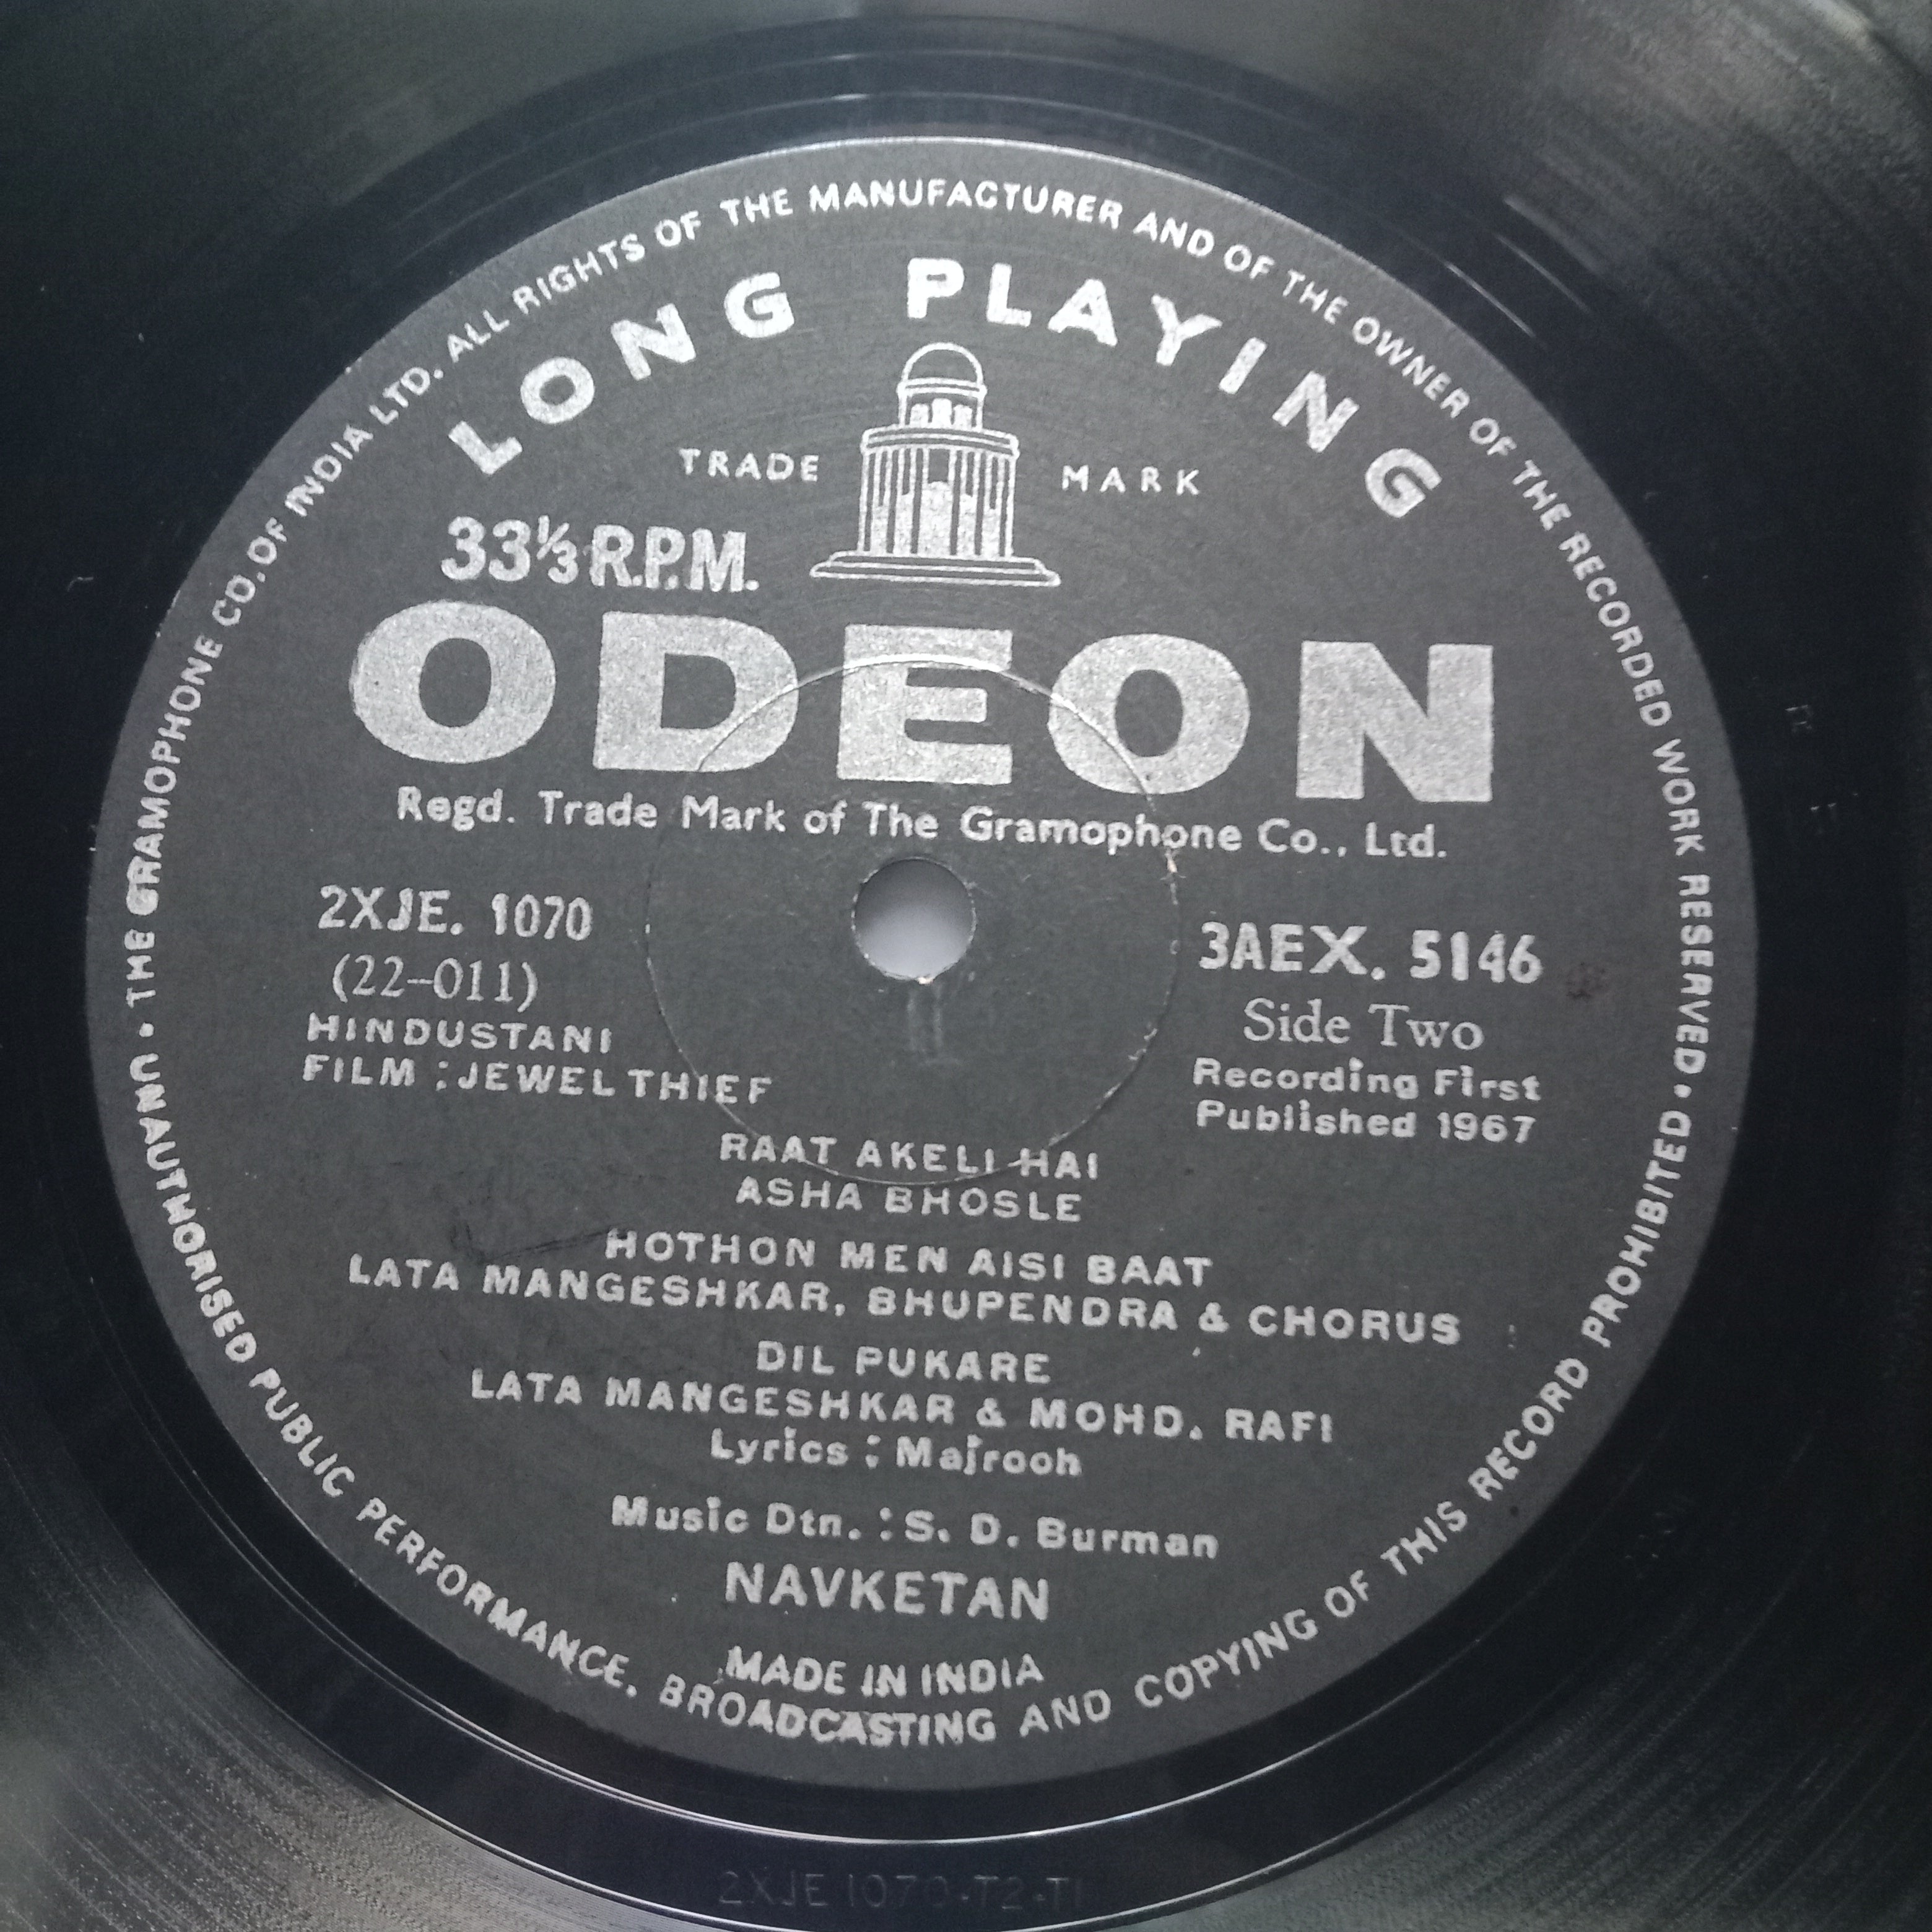 THE GRAMOPHONE CO. OF INDIA LTD. ALL RIGHTS OF THE MANUFACTURER AND OF THE OWNER OF THE RECORDED WORK RESERVED •
UNAUTHORISED PUBLIC PERFORMANCE, BROADCASTING AND COPYING OF THIS RECORD PROHIBITED •
LONG PLAYING
TRADE MARK
33⅓ R.P.M.
ODEON
Regd. Trade Mark of The Gramophone Co., Ltd.
2XJE. 1070
(22-011)
HINDUSTANI
FILM : JEWEL THIEF
3AEX. 5146
Side Two
Recording First
Published 1967
RAAT AKELI HAI
ASHA BHOSLE
HOTHON MEN AISI BAAT
LATA MANGESHKAR, BHUPENDRA & CHORUS
DIL PUKARE
LATA MANGESHKAR & MOHD. RAFI
Lyrics : Majrooh
Music Dtn. : S. D. Burman
NAVKETAN
MADE IN INDIA
2XJE 1070-T2-T1